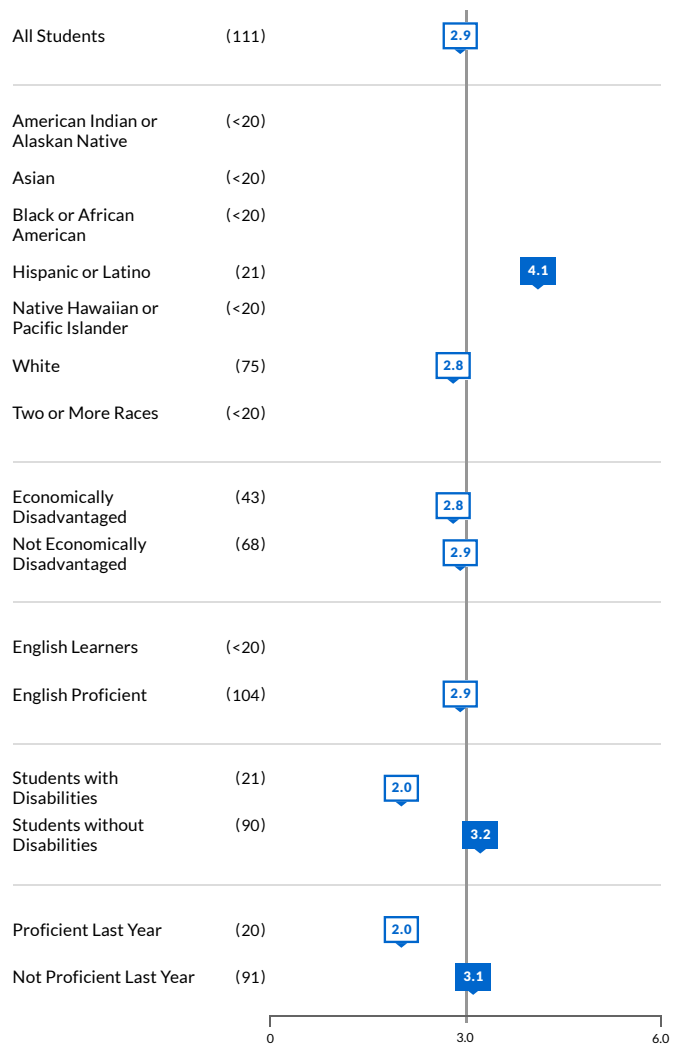 All Students (111) 2.9
American Indian or (<20)
Alaskan Native
Asian (<20)
Black or African (<20)
American
Hispanic or Latino (21) 4.1
Native Hawaiian or (<20)
Pacific Islander
White (75) 2.8
Two or More Races (<20)
Economically (43) 2.8
Disadvantaged
Not Economically (68) 2.9
Disadvantaged
English Learners (<20)
English Proficient (104) 2.9
Students with (21) 2.0
Disabilities
Students without (90) 3.2
Disabilities
Proficient Last Year (20) 2.0
Not Proficient Last Year (91) 3.1
0 3.0 6.0